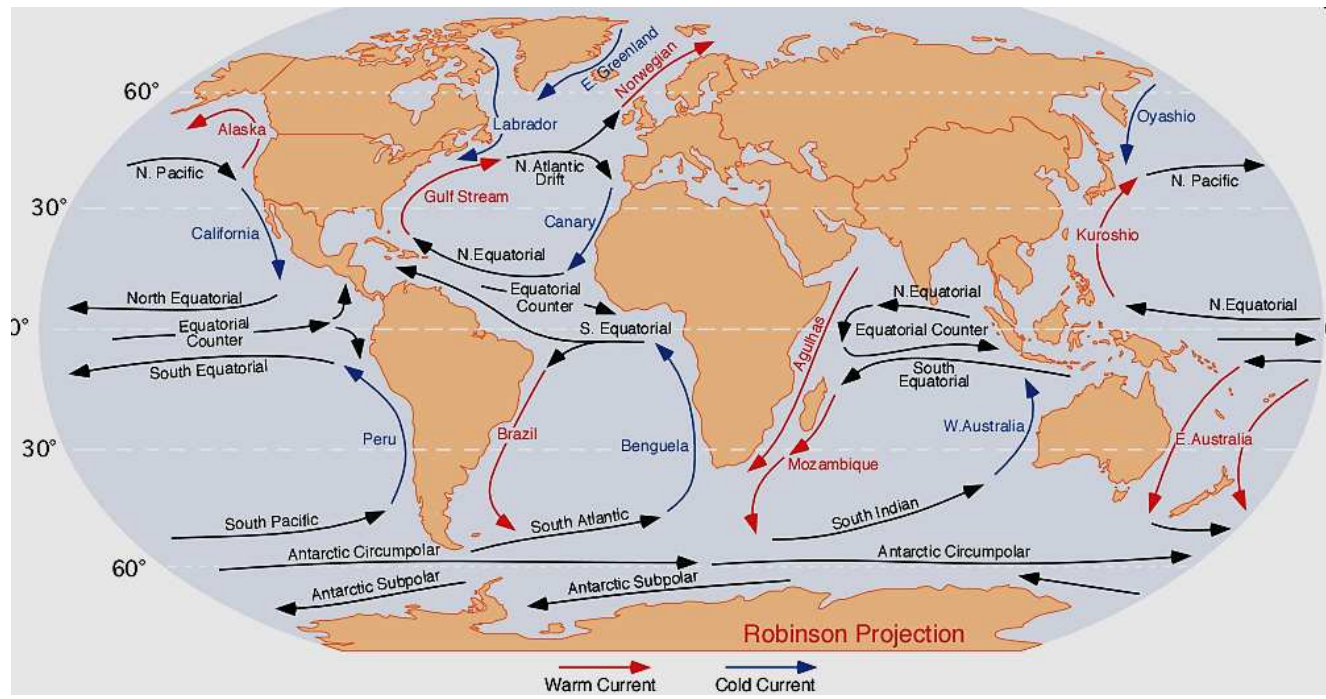 E. Greenland
Norwegian
60°
Alaska
Labrador
Oyashio
N. Pacific
N. Atlantic
Drift
N. Pacific
Gulf Stream
30°
California
Canary
Kuroshio
N.Equatorial
North Equatorial
Equatorial
Counter
N.Equatorial
N.Equatorial
0°
Equatorial
Counter
S. Equatorial
Agulhas
Equatorial Counter
South Equatorial
South
Equatorial
Peru
Brazil
Benguela
W.Australia
E.Australia
30°
Mozambique
South Pacific
South Atlantic
South Indian
Antarctic Circumpolar
Antarctic Circumpolar
60°
Antarctic Subpolar
Antarctic Subpolar
Robinson Projection
Warm Current
Cold Current